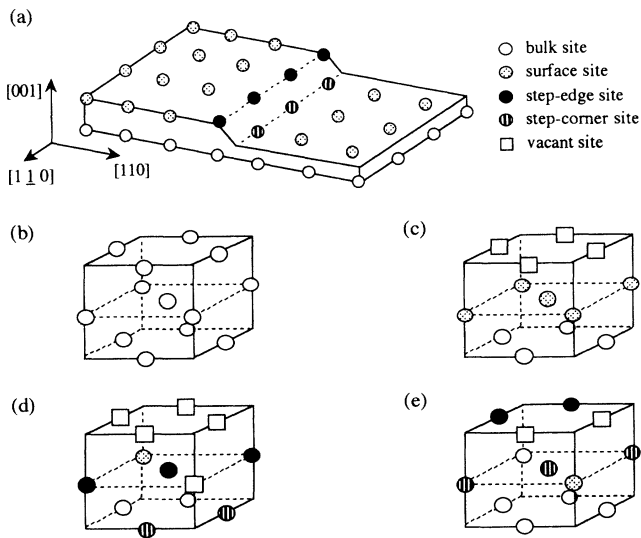 (a)
[001]
[1 1 0]
[110]
bulk site
surface site
step-edge site
step-corner site
vacant site
(b)
(c)
(d)
(e)